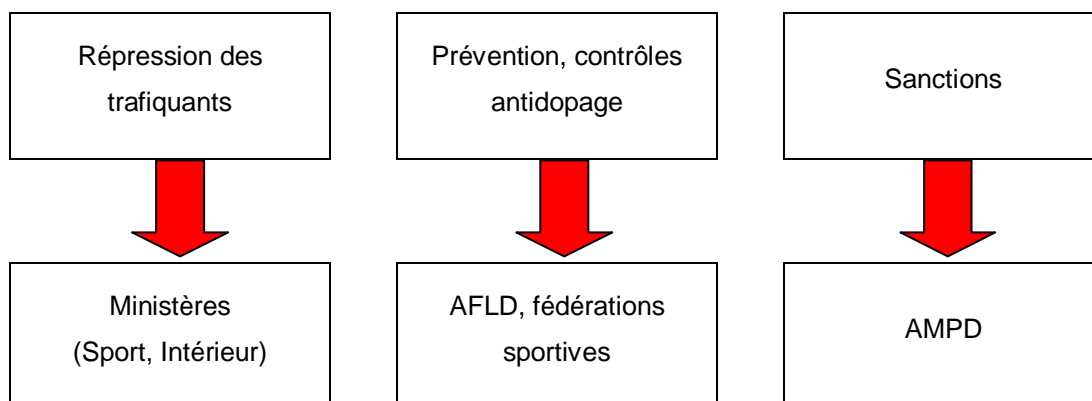 Répression des
trafiquants
Prévention, contrôles
antidopage
Sanctions
Ministères
(Sport, Intérieur)
AFLD, fédérations
sportives
AMPD